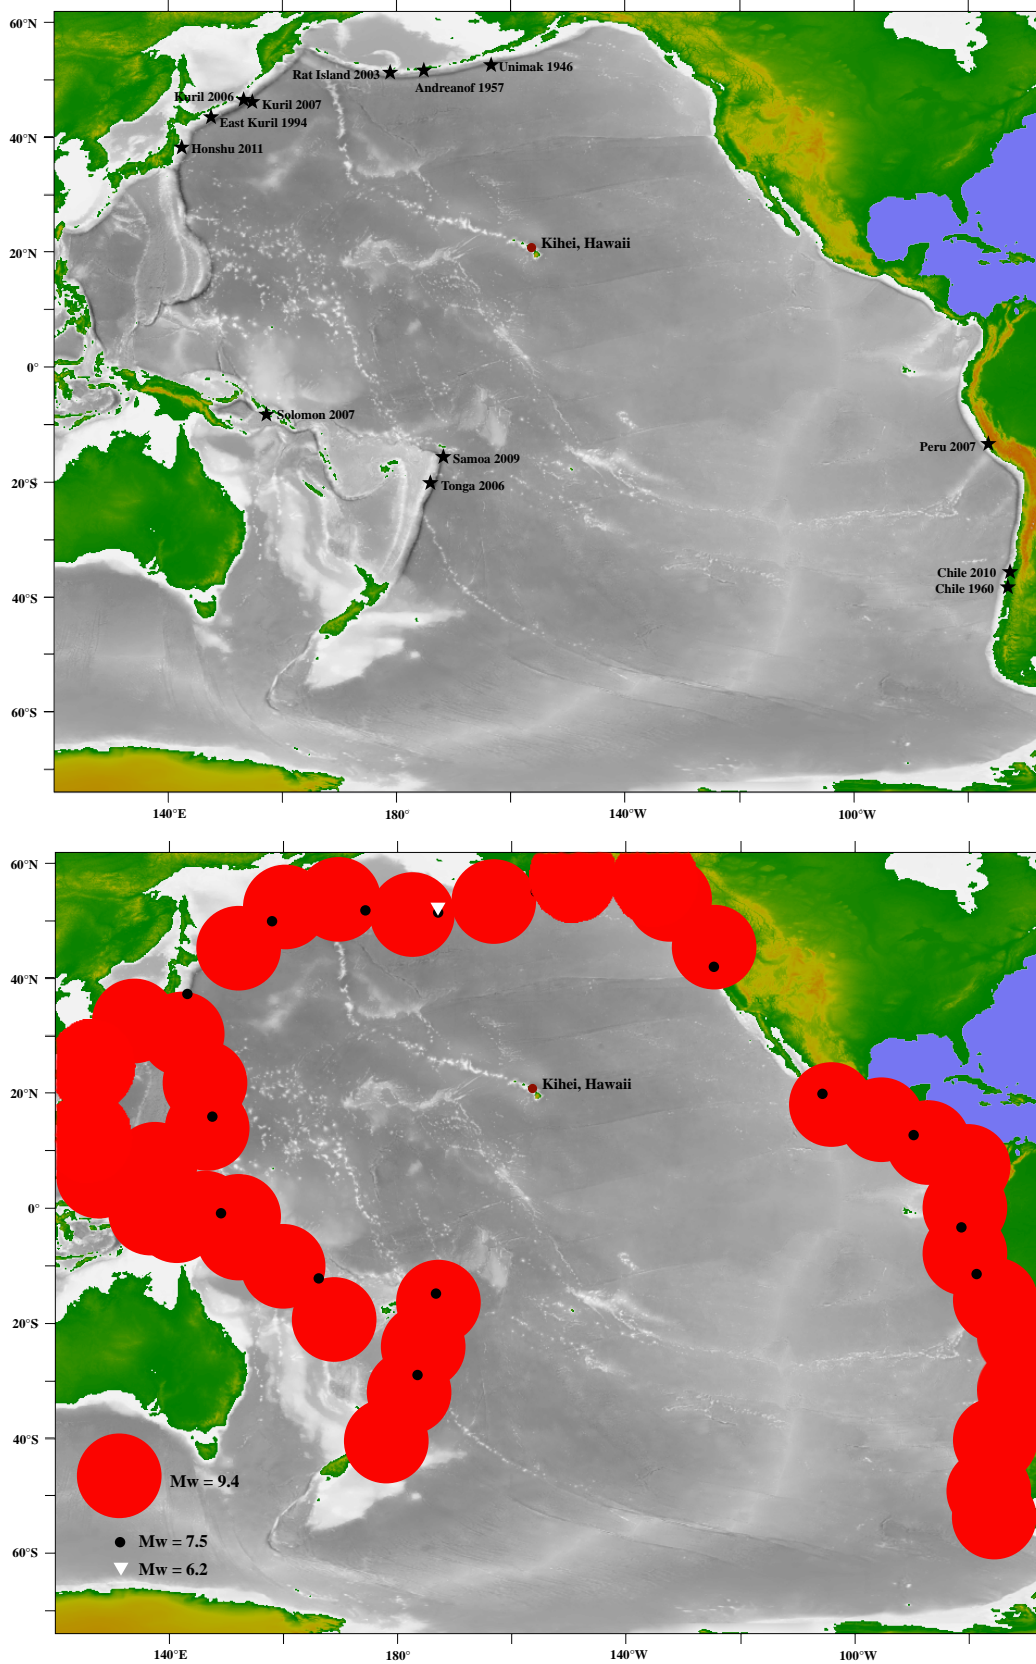 60°N
Rat Island 2003
Unimak 1946
Andreanof 1957
Kuril 2006
Kuril 2007
East Kuril 1994
40°N
Honshu 2011
Kihei, Hawaii
20°N
0°
Solomon 2007
Peru 2007
Samoa 2009
20°S
Tonga 2006
Chile 2010
Chile 1960
40°S
60°S
140°E 180° 140°W 100°W
60°N
40°N
20°N
Kihei, Hawaii
0°
20°S
40°S
Mw = 9.4
Mw = 7.5
60°S
Mw = 6.2
140°E 180° 140°W 100°W